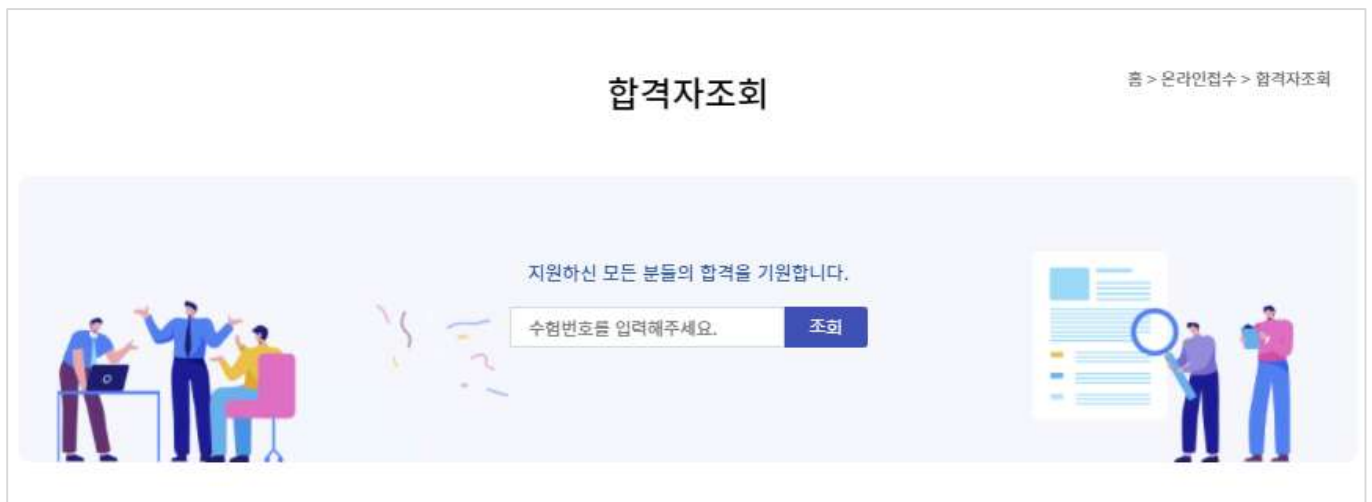 합격자조회
홈 > 온라인접수 > 합격자조회
지원하신 모든 분들의 합격을 기원합니다.
수험번호를 입력해주세요.
조회